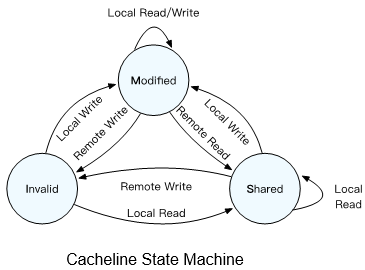 Local Read/Write
Modified
Local Write
Remote Write
Remote Read
Local Write
Invalid
Remote Write
Shared
Local Read
Local
Read
Cacheline State Machine